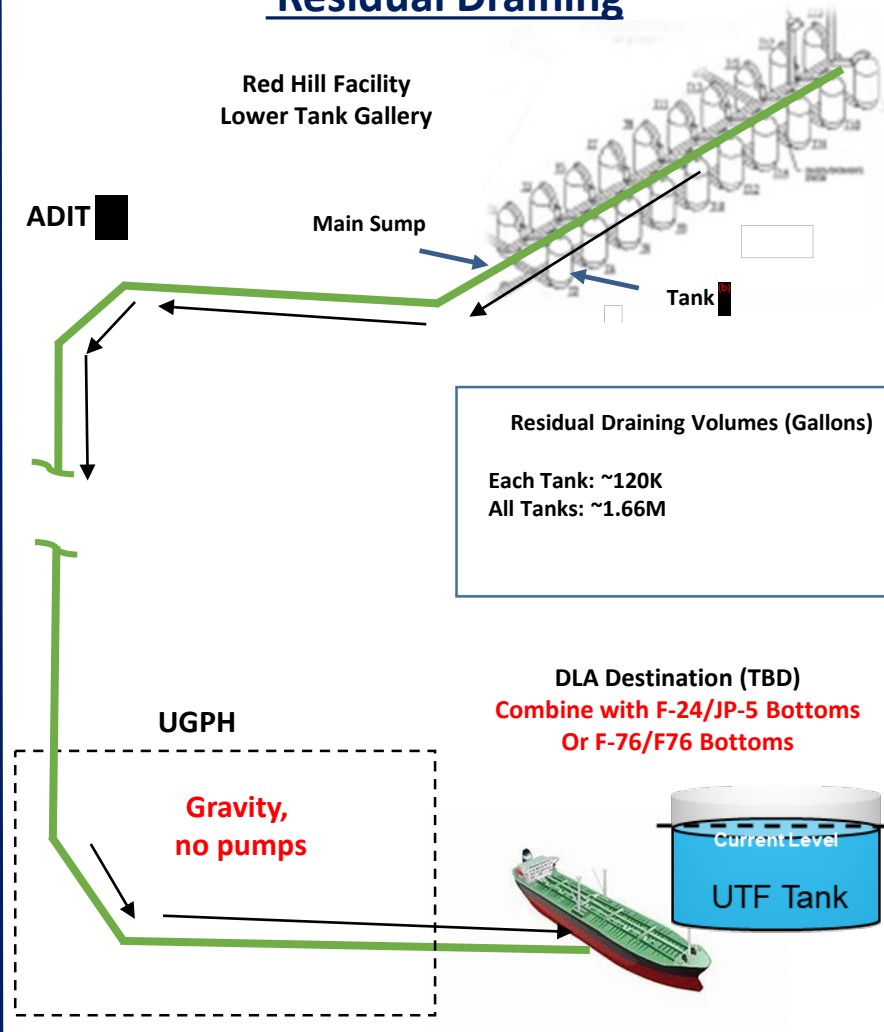 Residual Draining
Red Hill Facility
Lower Tank Gallery
ADIT
Main Sump
Tank
(b)
Residual Draining Volumes (Gallons)
Each Tank: ~120K
All Tanks: ~1.66M
DLA Destination (TBD)
Combine with F-24/JP-5 Bottoms
Or F-76/F76 Bottoms
UGPH
Gravity,
no pumps
Current Level
UTF Tank